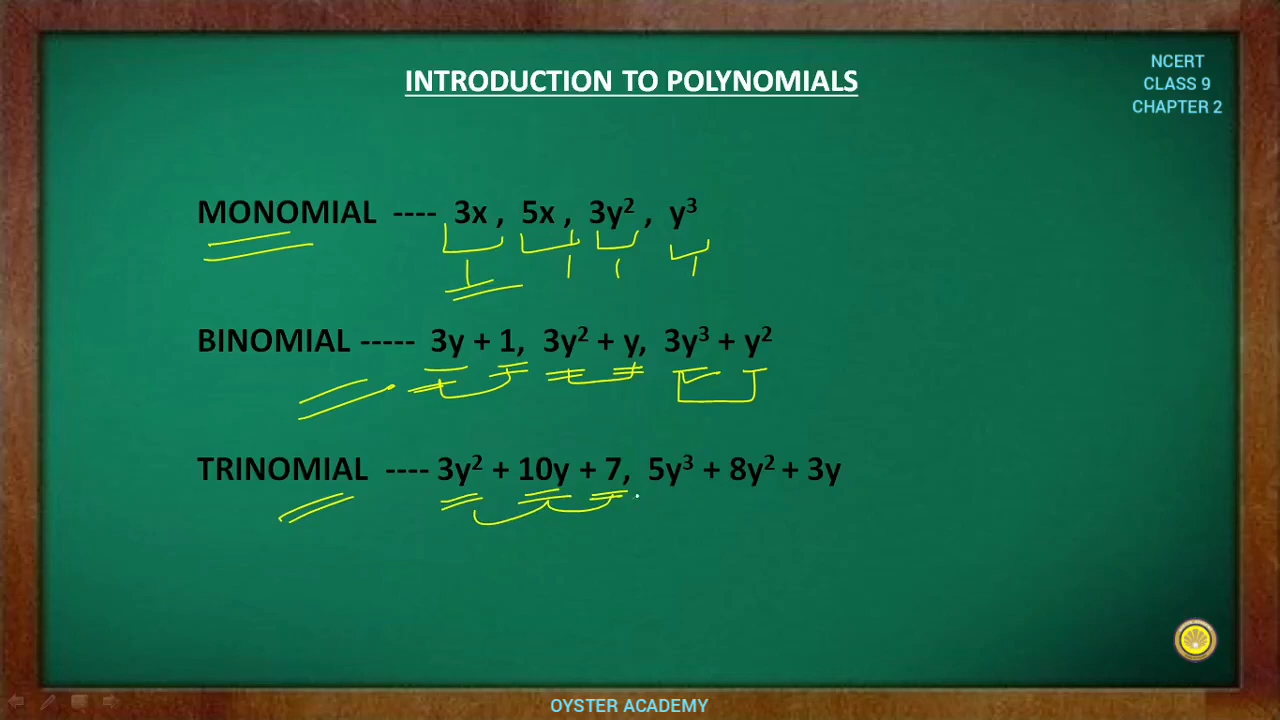 INTRODUCTION TO POLYNOMIALS
NCERT
CLASS 9
CHAPTER 2
MONOMIAL ---- 3x , 5x , 3y² , y³
BINOMIAL ----- 3y + 1, 3y² + y, 3y³ + y²
TRINOMIAL ---- 3y² + 10y + 7, 5y³ + 8y² + 3y
OYSTER ACADEMY